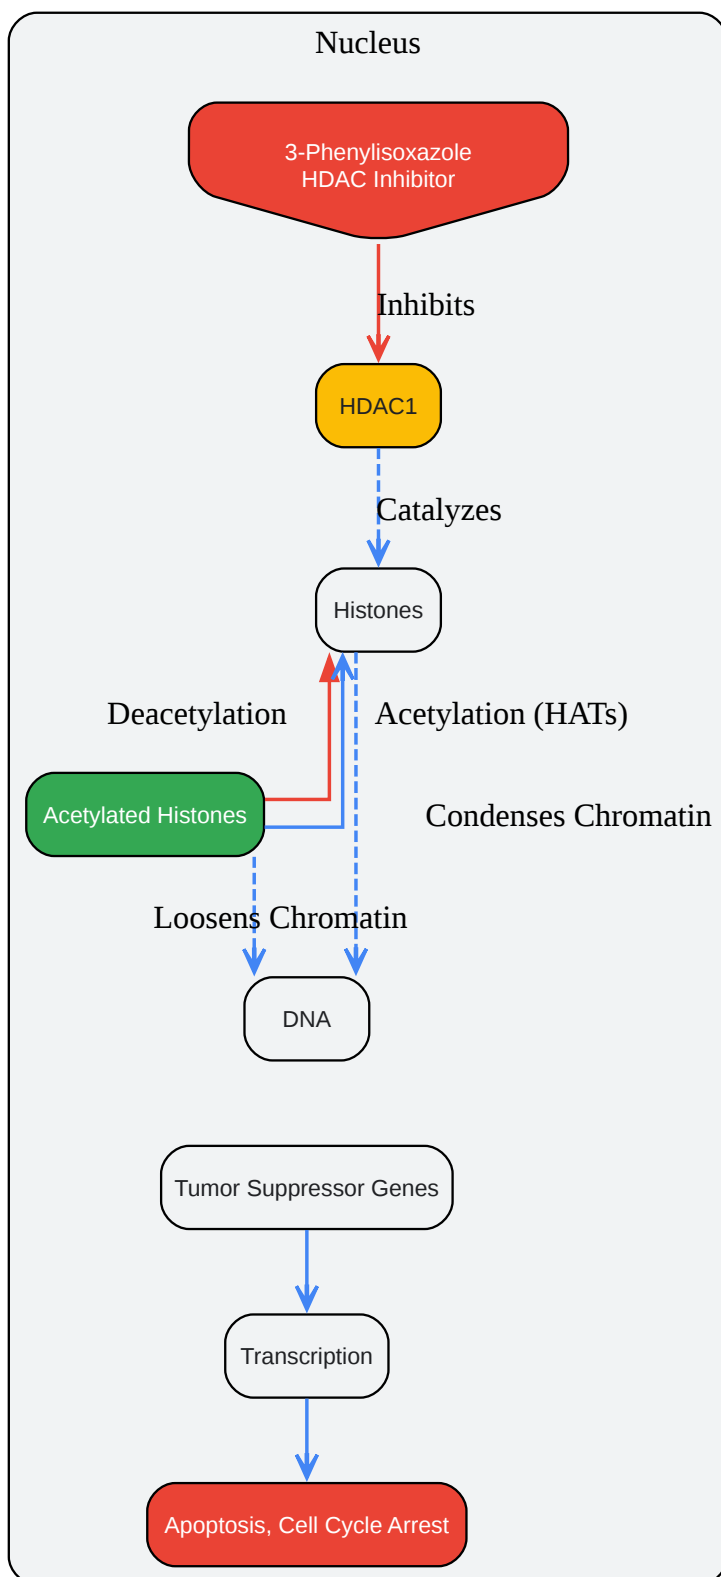 Nucleus
3-Phenylisoxazole
HDAC Inhibitor
Inhibits
HDAC1
Catalyzes
Histones
Deacetylation
Acetylation (HATs)
Acetylated Histones
Condenses Chromatin
Loosens Chromatin
DNA
Tumor Suppressor Genes
Transcription
Apoptosis, Cell Cycle Arrest